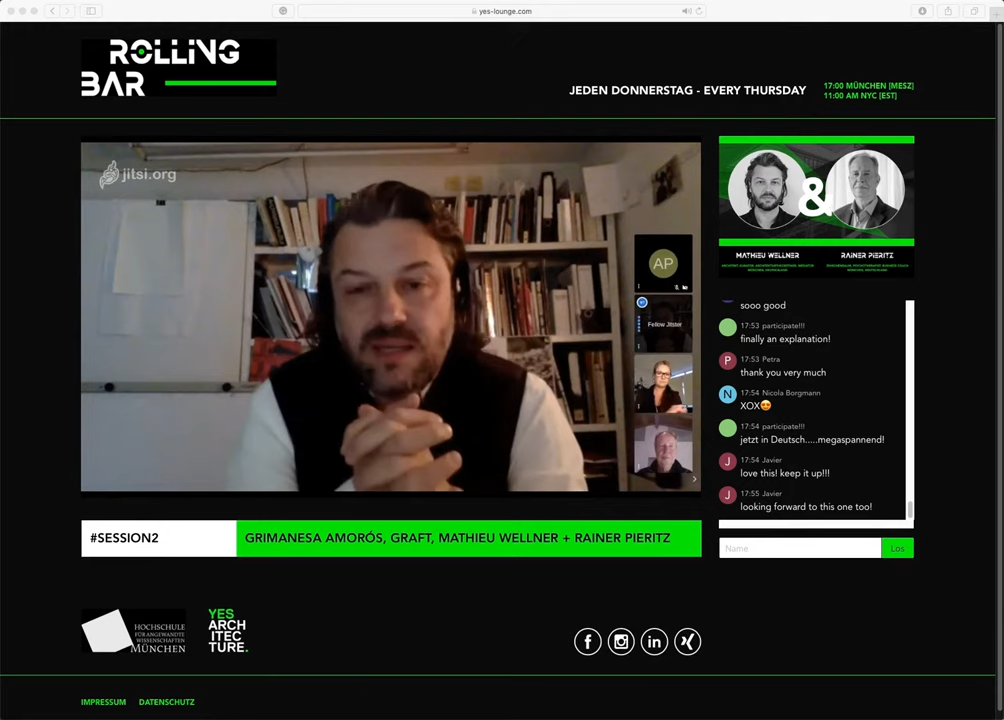 yes-lounge.com
ROLLING
BAR
JEDEN DONNERSTAG - EVERY THURSDAY
17:00 MÜNCHEN [MESZ]
11:00 AM NYC [EST]
jitsi.org
AP
Fellow Jitster
&
MATHIEU WELLNER
RAINER PIERITZ
sooo good
17:53 participate!!!
finally an explanation!
P
17:53 Petra
thank you very much
N
17:54 Nicola Borgmann
XOX😍
17:54 participate!!!
jetzt in Deutsch.....megaspannend!
J
17:54 Javier
love this! keep it up!!!
J
17:55 Javier
looking forward to this one too!
#SESSION2
GRIMANESA AMORÓS, GRAFT, MATHIEU WELLNER + RAINER PIERITZ
Name
Los
HOCHSCHULE
FÜR ANGEWANDTE
WISSENSCHAFTEN
MÜNCHEN
YES
ARCH
ITEC
TURE.
IMPRESSUM
DATENSCHUTZ